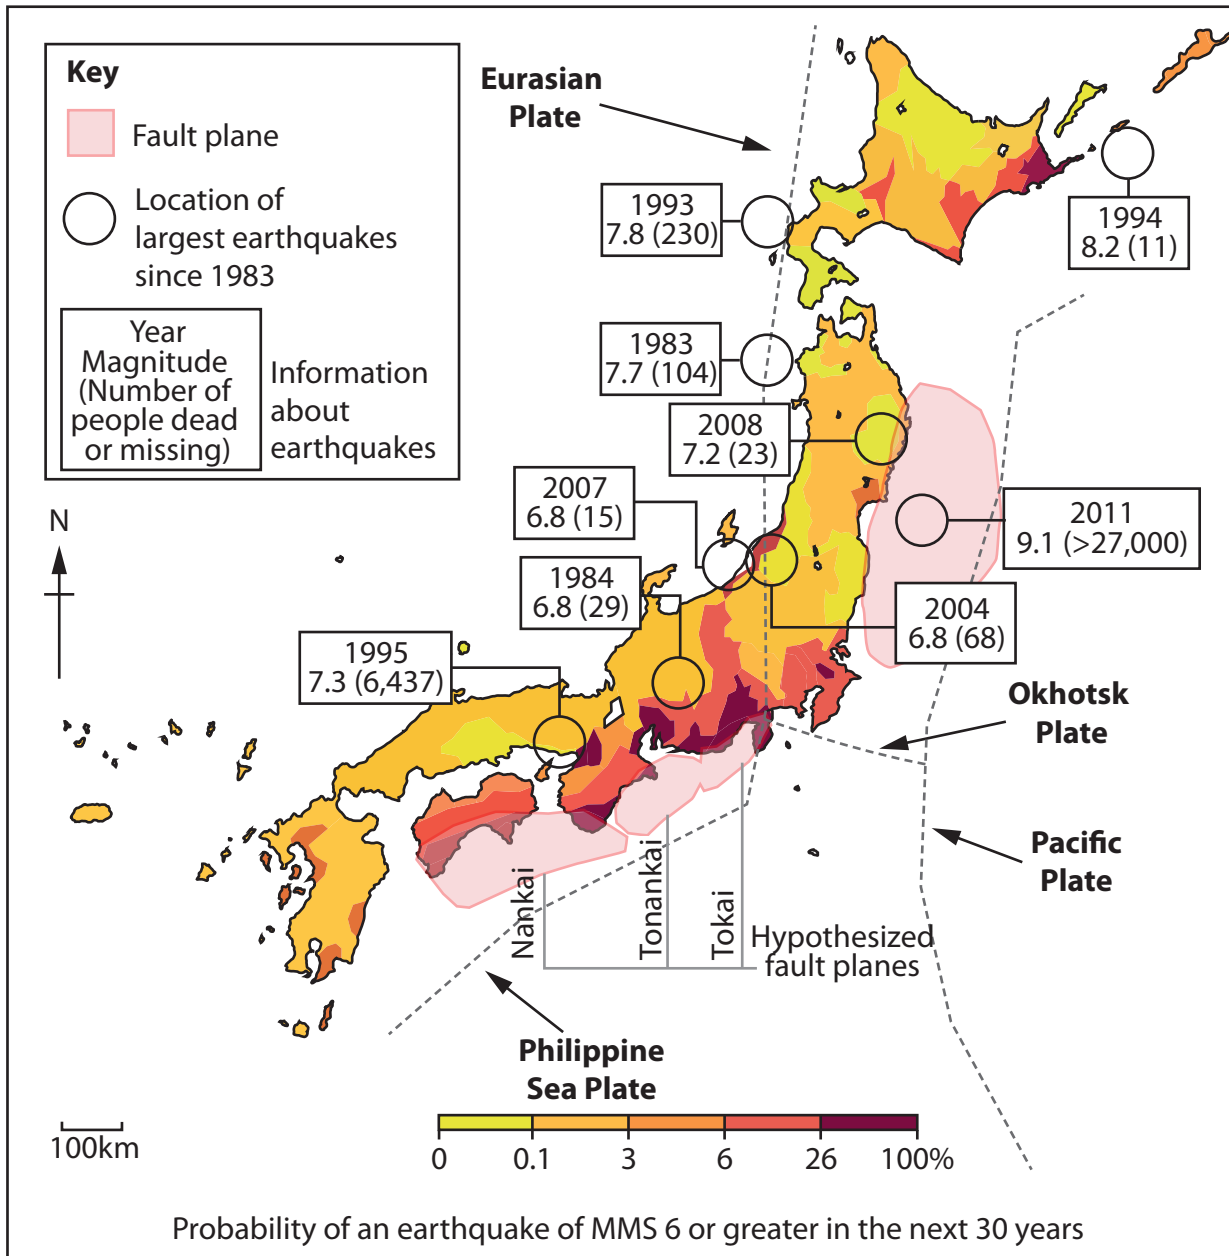 Key
Fault plane
Location of
largest earthquakes
since 1983
Year
Magnitude
(Number of
people dead
or missing)
Information
about
earthquakes
Eurasian
Plate
1993
7.8 (230)
1994
8.2 (11)
1983
7.7 (104)
2008
7.2 (23)
2007
6.8 (15)
2011
9.1 (>27,000)
N
1984
6.8 (29)
2004
6.8 (68)
1995
7.3 (6,437)
Okhotsk
Plate
Pacific
Plate
Nankai
Tonankai
Tokai
Hypothesized
fault planes
Philippine
Sea Plate
100km
0 0.1 3 6 26 100%
Probability of an earthquake of MMS 6 or greater in the next 30 years